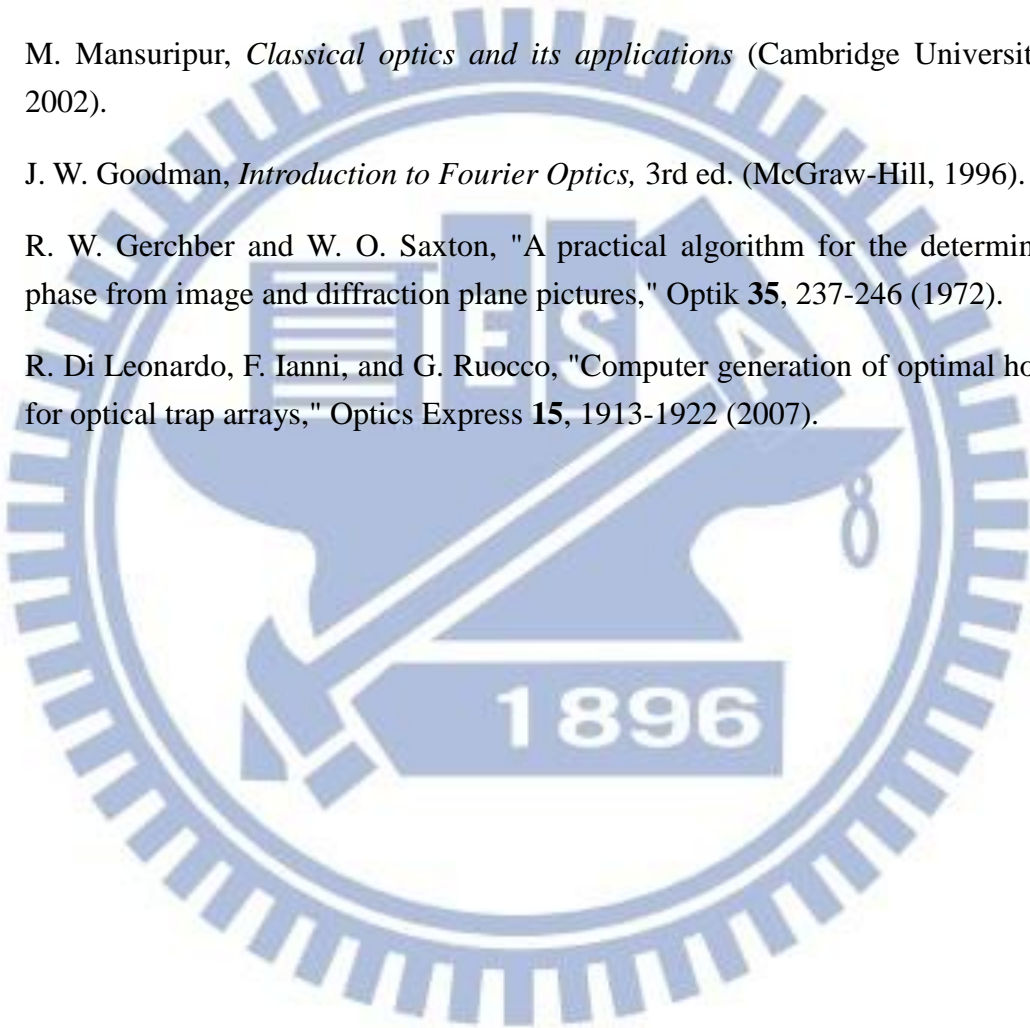 M. Mansuripur, Classical optics and its applications (Cambridge Universit
2002).
J. W. Goodman, Introduction to Fourier Optics, 3rd ed. (McGraw-Hill, 1996).
R. W. Gerchber and W. O. Saxton, "A practical algorithm for the determin
phase from image and diffraction plane pictures," Optik 35, 237-246 (1972).
R. Di Leonardo, F. Ianni, and G. Ruocco, "Computer generation of optimal ho
for optical trap arrays," Optics Express 15, 1913-1922 (2007).
ESA
1896